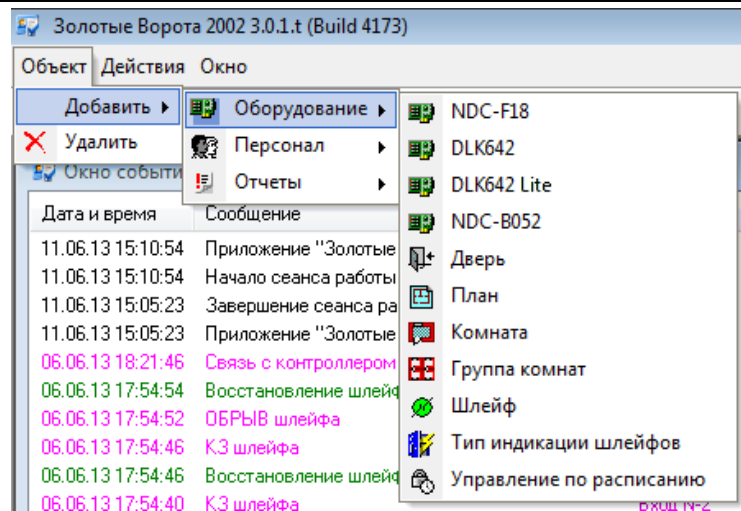 Золотые Ворота 2002 3.0.1.t (Build 4173)
Объект Действия Окно
Добавить
Удалить
Оборудование
Персонал
Отчеты
NDC-F18
DLK642
DLK642 Lite
NDC-B052
Дверь
План
Комната
Группа комнат
Шлейф
Тип индикации шлейфов
Управление по расписанию
Окно событи
Дата и время Сообщение
11.06.13 15:10:54 Приложение "Золотые
11.06.13 15:10:54 Начало сеанса работы
11.06.13 15:05:23 Завершение сеанса ра
11.06.13 15:05:23 Приложение "Золотые
06.06.13 18:21:46 Связь с контроллером
06.06.13 17:54:54 Восстановление шлейф
06.06.13 17:54:52 ОБРЫВ шлейфа
06.06.13 17:54:46 КЗ шлейфа
06.06.13 17:54:46 Восстановление шлейф
06.06.13 17:54:40 КЗ шлейфа Вход N-2